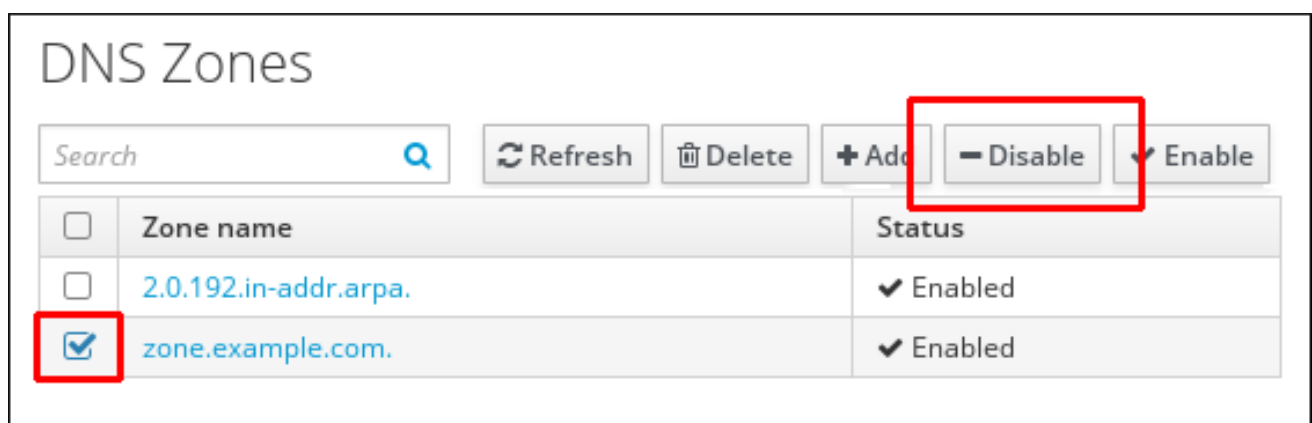 DNS Zones
Search Refresh Delete Add Disable Enable
Zone name Status
2.0.192.in-addr.arpa. Enabled
zone.example.com. Enabled